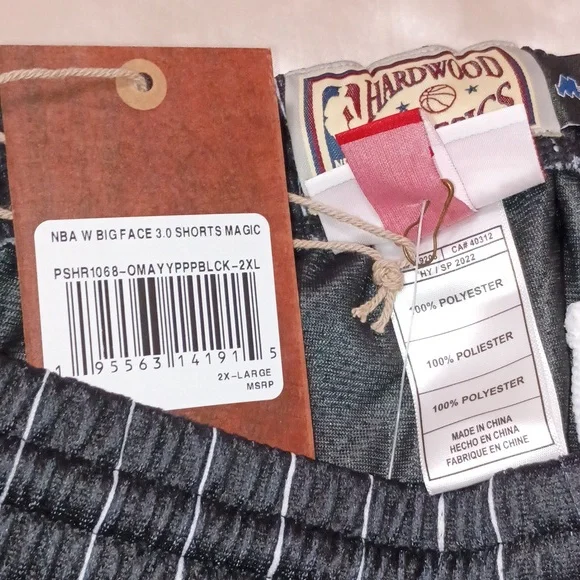 NBA W BIG FACE 3.0 SHORTS MAGIC
PSHR1068-OMAYYPPPBLCK-2XL
1 95563 14191 5
2X-LARGE
MSRP
HARDWOOD
CA# 40312
HY / SP 2022
100% POLYESTER
100% POLIESTER
100% POLYESTER
MADE IN CHINA
HECHO EN CHINA
FABRIQUE EN CHINE